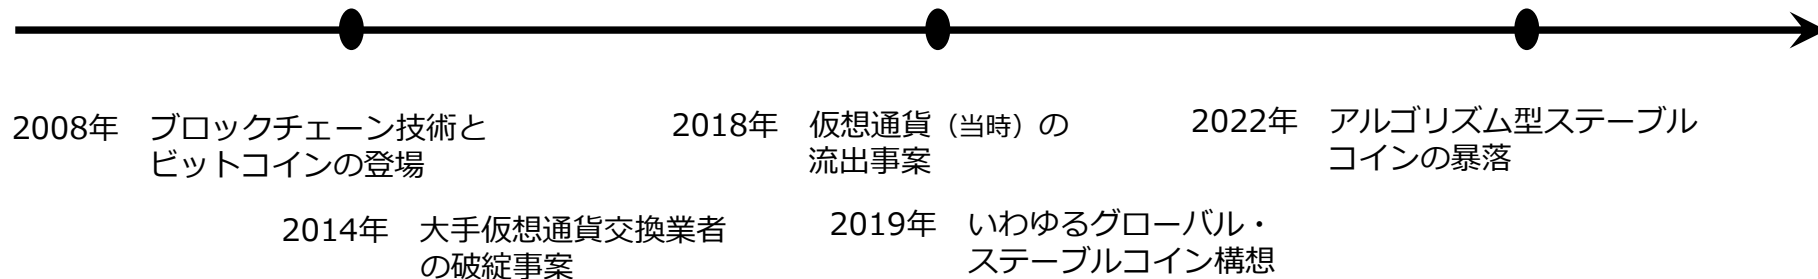 2008年 ブロックチェーン技術と
ビットコインの登場
2014年 大手仮想通貨交換業者
の破綻事案
2018年 仮想通貨（当時）の
流出事案
2019年 いわゆるグローバル・
ステーブルコイン構想
2022年 アルゴリズム型ステーブル
コインの暴落